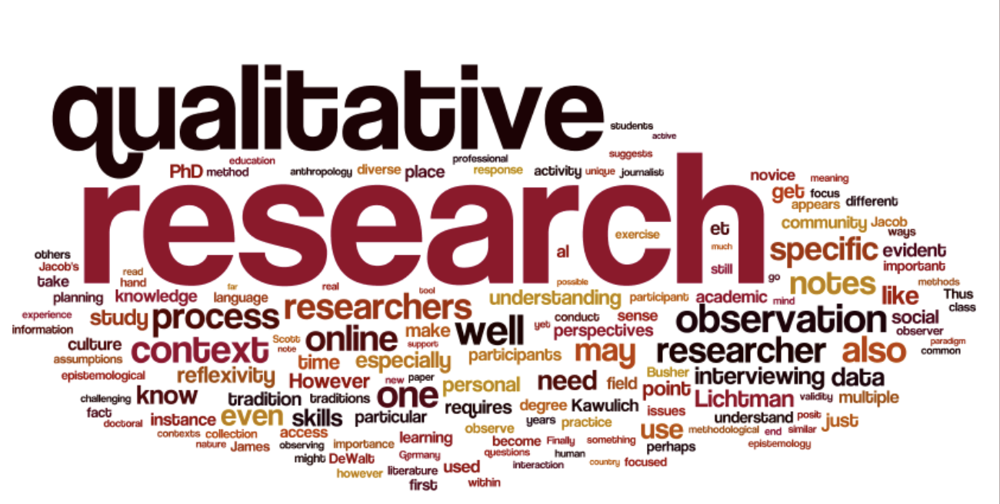 qualitative
students
active
suggests
education
professional
PhD method anthropology diverse place response activity unique journalist
research
novice meaning
get focus
appears different
community Jacob
ways
exercise et
much
al
still
specific evident
important
go
notes methods
others
Jacob's
take
read
hand
far real tool possible
planning knowledge language researchers understanding participant academic mind like Thus
class
experience
information
study process well yet conduct sense observation social
perspectives observer
culture context Scott
note
online make
support
researcher also paradigm
common
assumptions time especially participants may
epistemological reflexivity However new paper personal need field Busher
point interviewing data
challenging know tradition traditions one requires degree Kawulich issues Lichtman validity multiple
fact
doctoral instance even skills particular observe years practice understand posit just
contexts collection access use methodological end similar
nature James observing importance learning become Finally something perhaps epistemology
might DeWalt Germany questions human
however literature used interaction country focused
first within